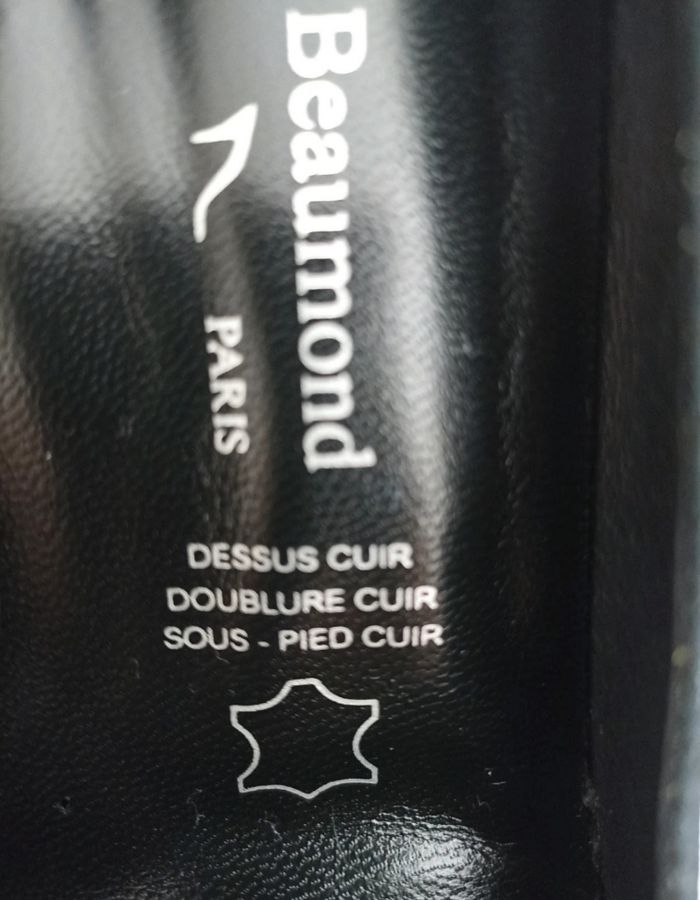 Beaumond
PARIS
DESSUS CUIR
DOUBLURE CUIR
SOUS - PIED CUIR